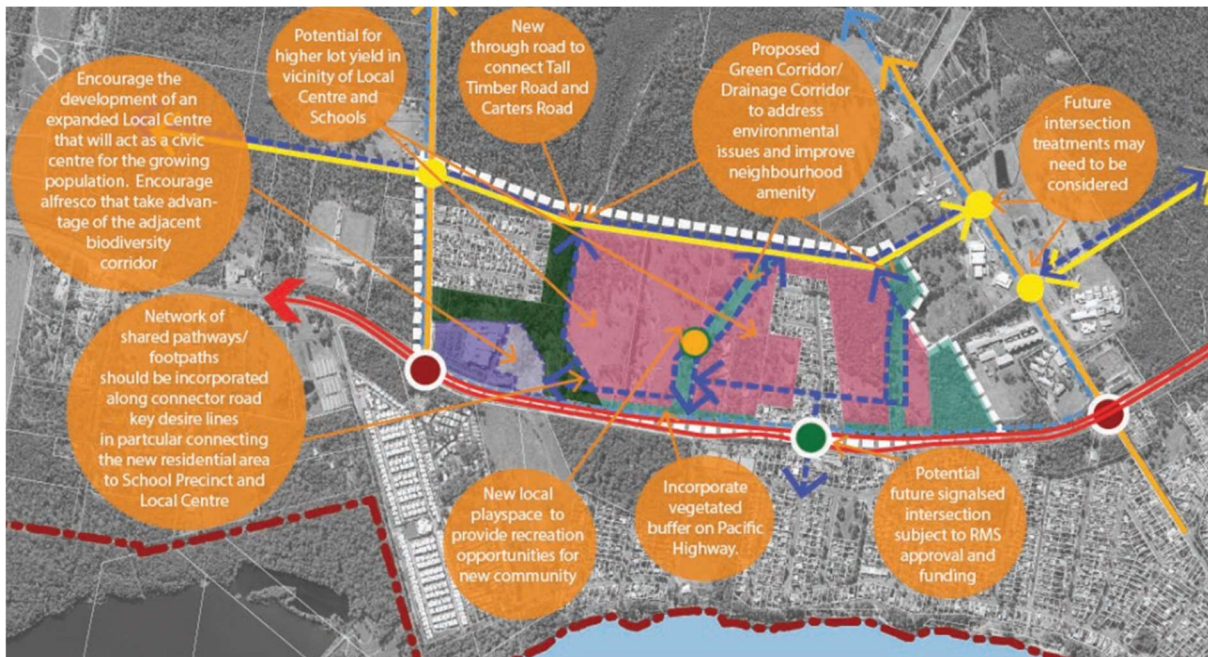 Encourage the
development of an
expanded Local Centre
that will act as a civic
centre for the growing
population. Encourage
alfresco that take advan-
tage of the adjacent
biodiversity
corridor
Potential for
higher lot yield in
vicinity of Local
Centre and
Schools
New
through road to
connect Tall
Timber Road and
Carters Road
Proposed
Green Corridor/
Drainage Corridor
to address
environmental
issues and improve
neighbourhood
amenity
Future
intersection
treatments may
need to be
considered
Network of
shared pathways/
footpaths
should be incorporated
along connector road
key desire lines
in partcular connecting
the new residential area
to School Precinct and
Local Centre
New local
playspace to
provide recreation
opportunities for
new community
Incorporate
vegetated
buffer on Pacific
Highway.
Potential
future signalsed
intersection
subject to RMS
approval and
funding